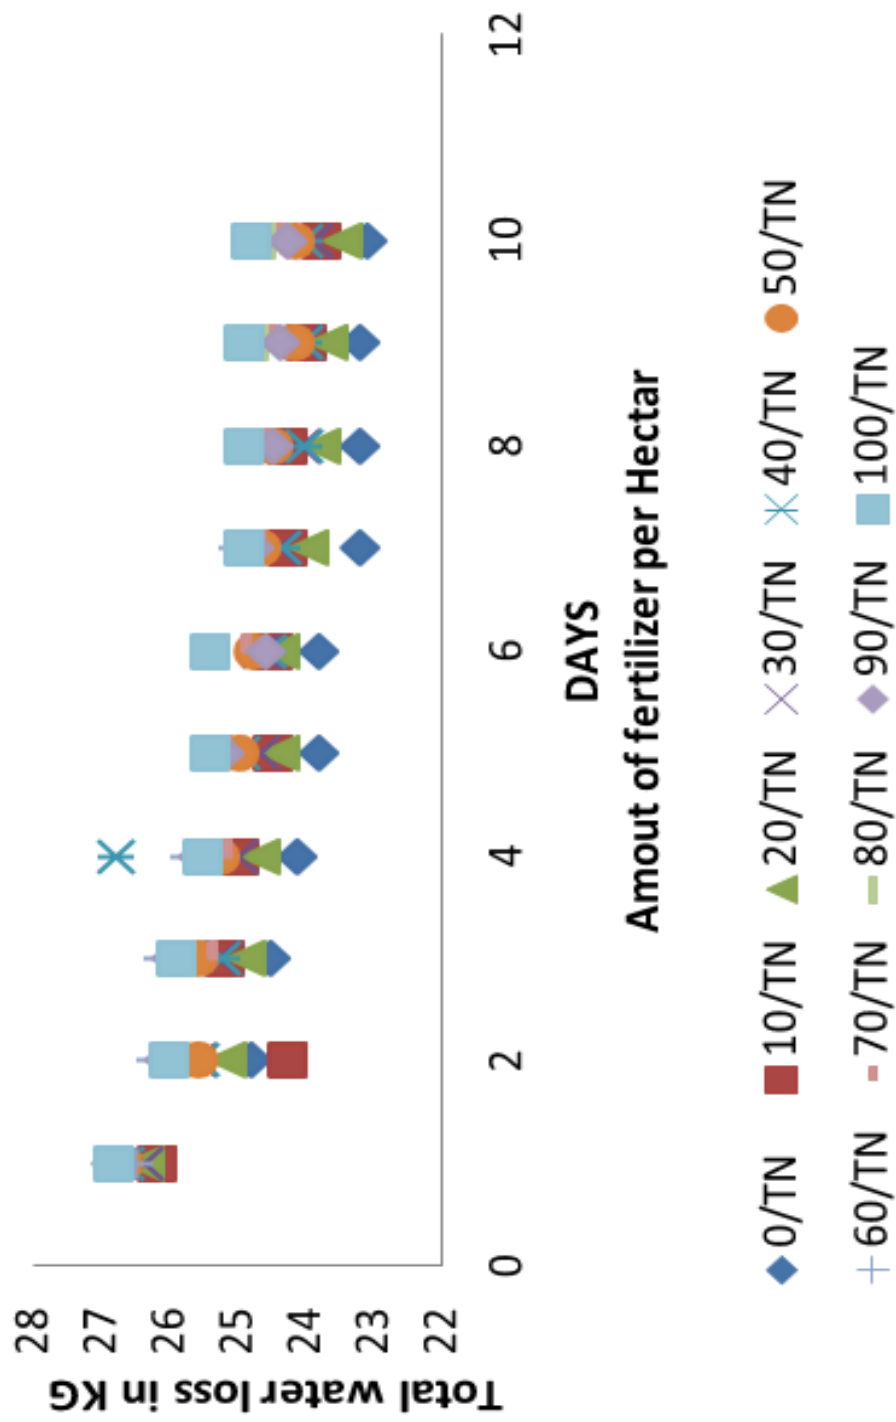 28
27
26
25
24
23
22
Total water loss in KG
0
2
4
6
8
10
12
DAYS
Amout of fertilizer per Hectar
0/TN 10/TN 20/TN 30/TN 40/TN 50/TN
60/TN 70/TN 80/TN 90/TN 100/TN